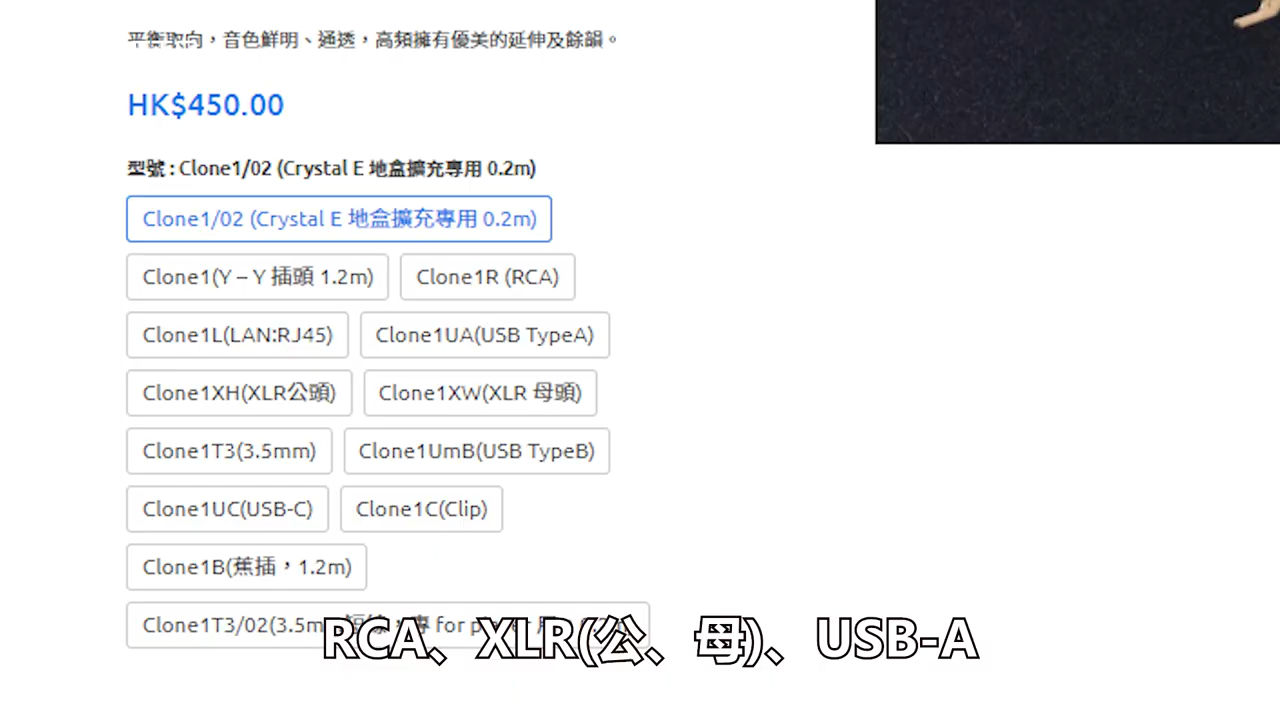 平衡取向，音色鮮明、通透，高頻擁有優美的延伸及餘韻。
HK$450.00
型號 : Clone1/02 (Crystal E 地盒擴充專用 0.2m)
Clone1/02 (Crystal E 地盒擴充專用 0.2m)
Clone1(Y – Y 插頭 1.2m) Clone1R (RCA)
Clone1L(LAN:RJ45) Clone1UA(USB TypeA)
Clone1XH(XLR公頭) Clone1XW(XLR 母頭)
Clone1T3(3.5mm) Clone1UmB(USB TypeB)
Clone1UC(USB-C) Clone1C(Clip)
Clone1B(蕉插，1.2m)
Clone1T3/02(3.5m for
RCA、XLR(公、母)、USB-A